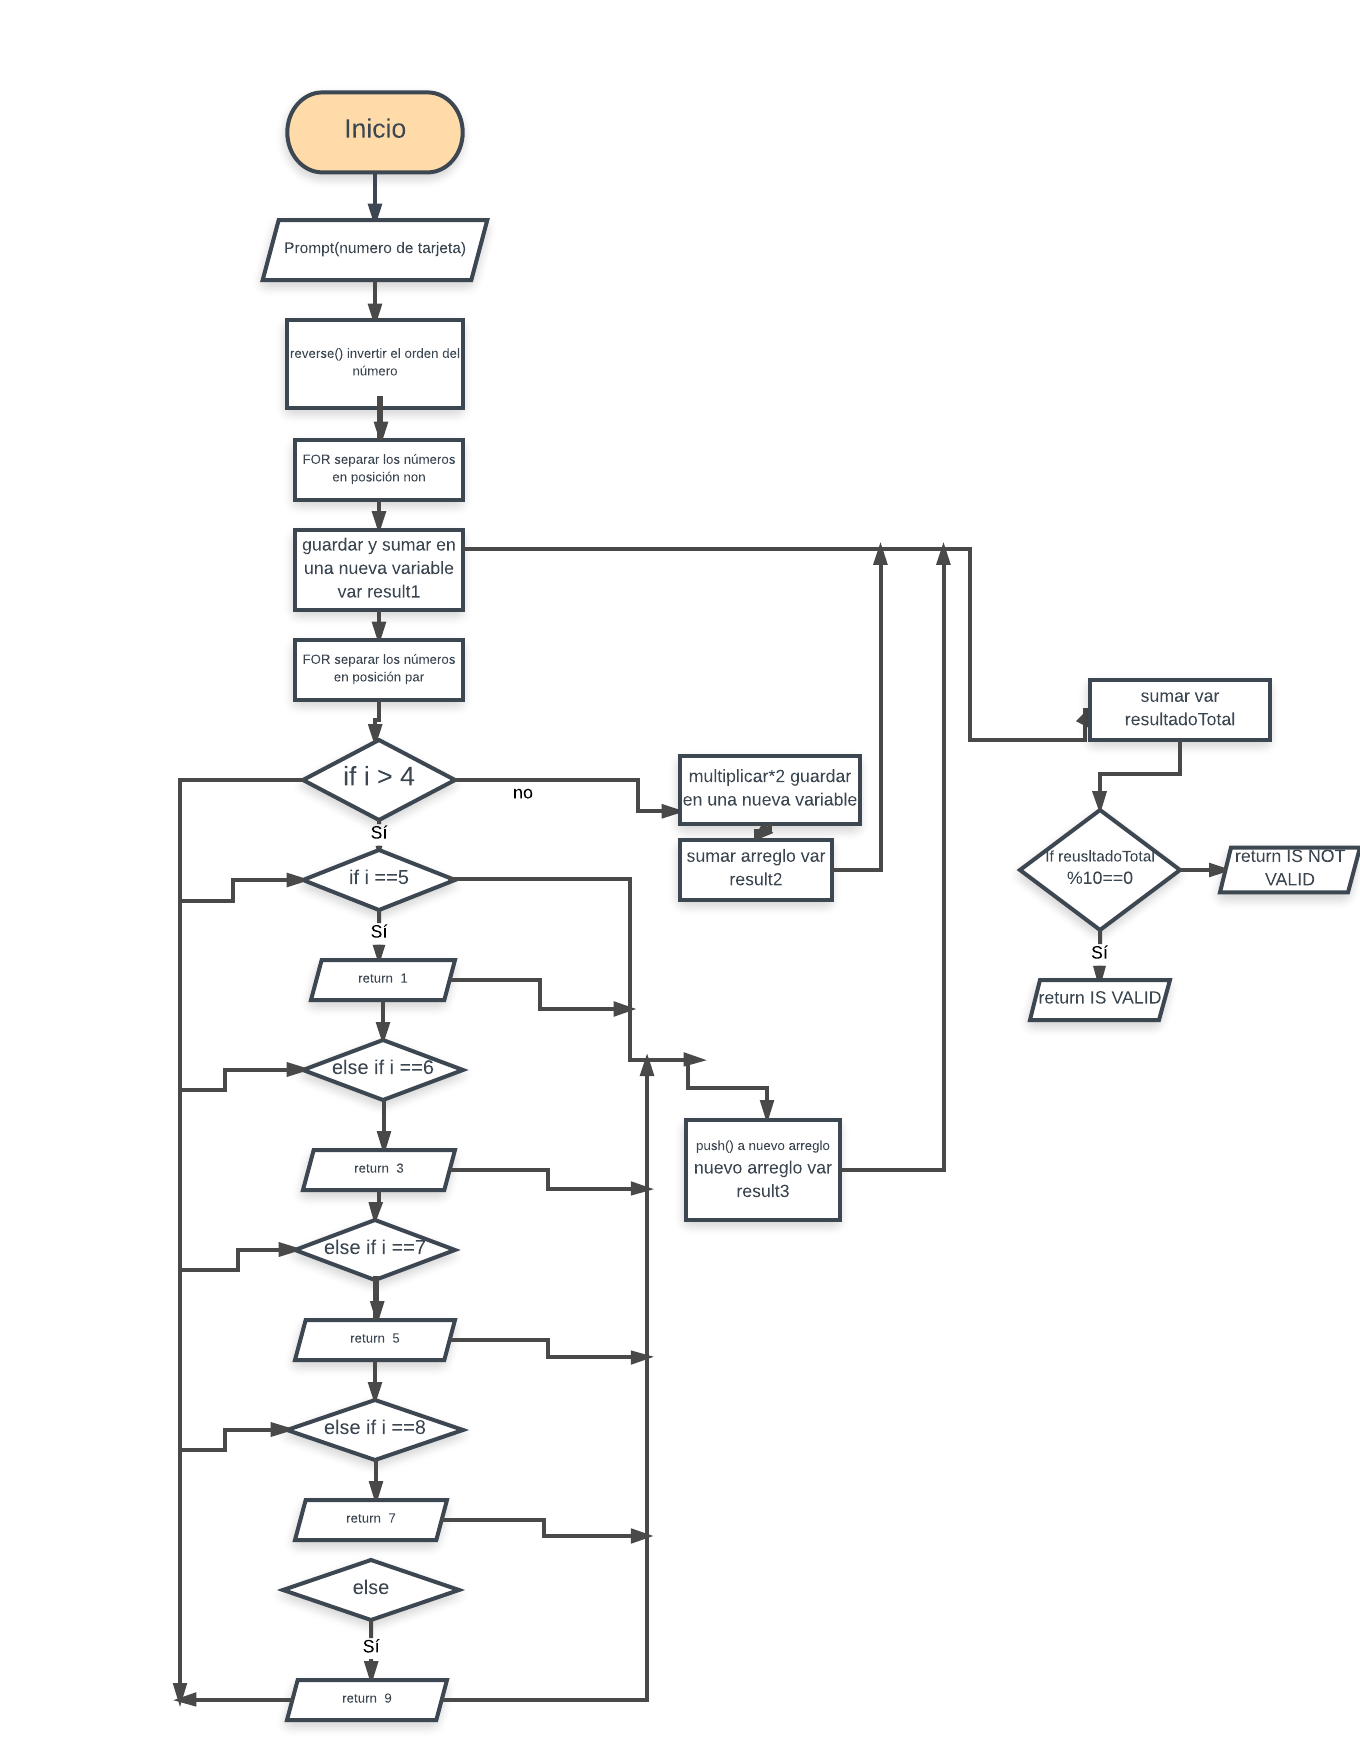 Inicio
Prompt(numero de tarjeta)
reverse() invertir el orden del
número
FOR separar los números
en posición non
guardar y sumar en
una nueva variable
var result1
FOR separar los números
en posición par
if i > 4
no
Sí
multiplicar*2 guardar
en una nueva variable
sumar arreglo var
result2
sumar var
resultadoTotal
If reusltadoTotal
%10==0
return IS NOT
VALID
Sí
return IS VALID
if i ==5
Sí
return 1
else if i ==6
push() a nuevo arreglo
nuevo arreglo var
result3
return 3
else if i ==7
return 5
else if i ==8
return 7
else
Sí
return 9